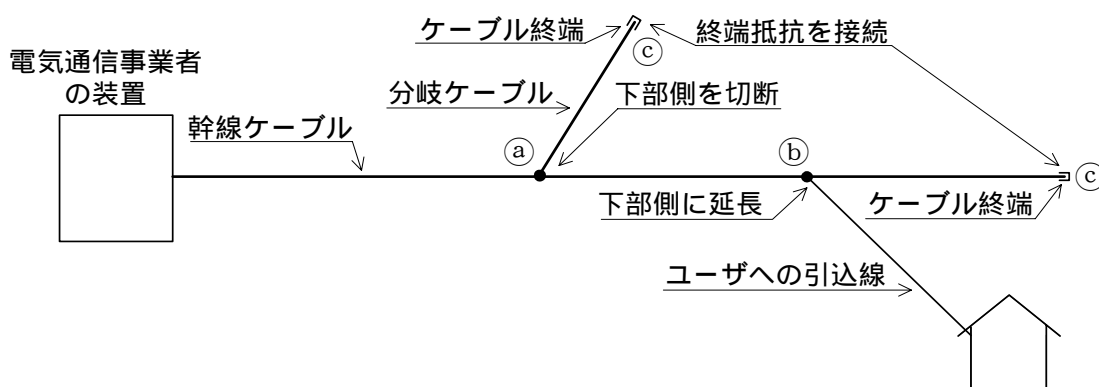 ケーブル終端
終端抵抗を接続
ⓒ
電気通信事業者
の装置
分岐ケーブル
下部側を切断
幹線ケーブル
ⓐ
ⓑ
ⓒ
下部側に延長
ケーブル終端
ユーザへの引込線